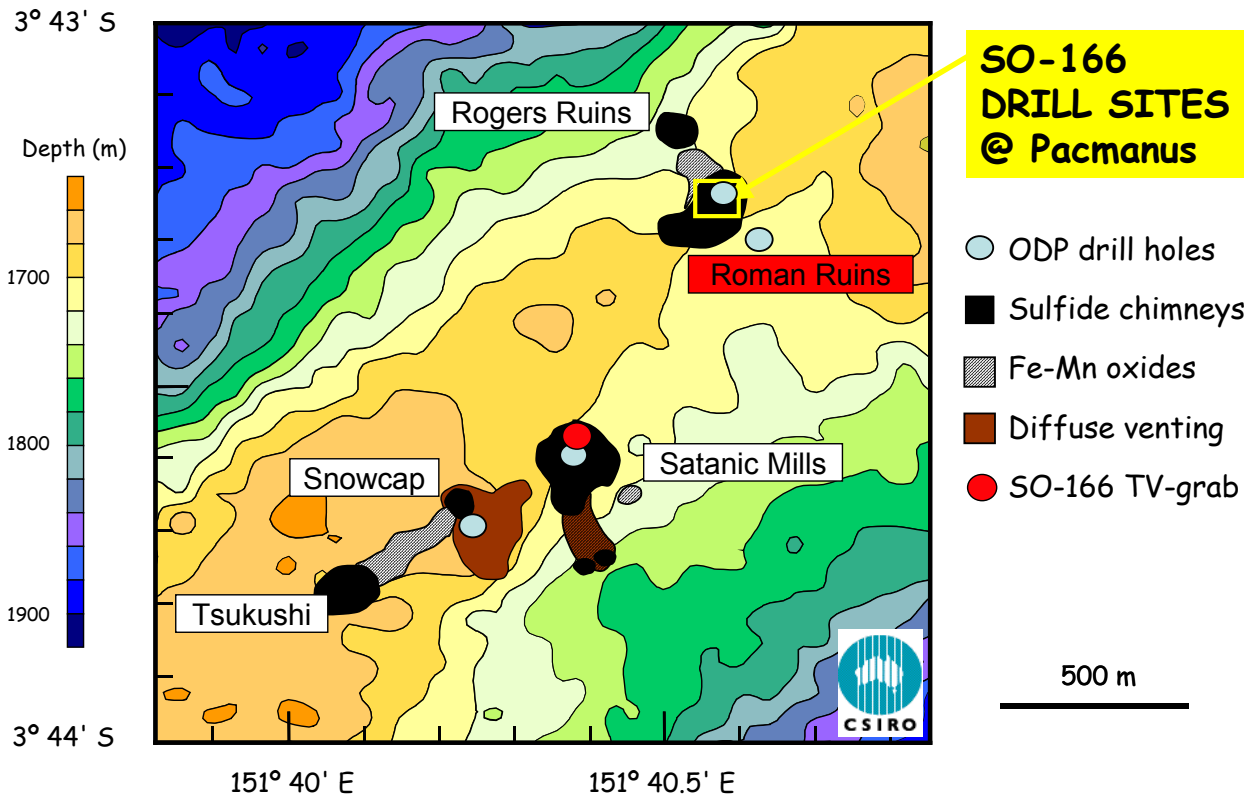 3° 43' S
SO-166
DRILL SITES
@ Pacmanus
Rogers Ruins
Depth (m)
1700
1800
1900
Roman Ruins
ODP drill holes
Sulfide chimneys
Fe-Mn oxides
Diffuse venting
SO-166 TV-grab
Snowcap
Satanic Mills
Tsukushi
CSIRO
500 m
3° 44' S
151° 40' E
151° 40.5' E